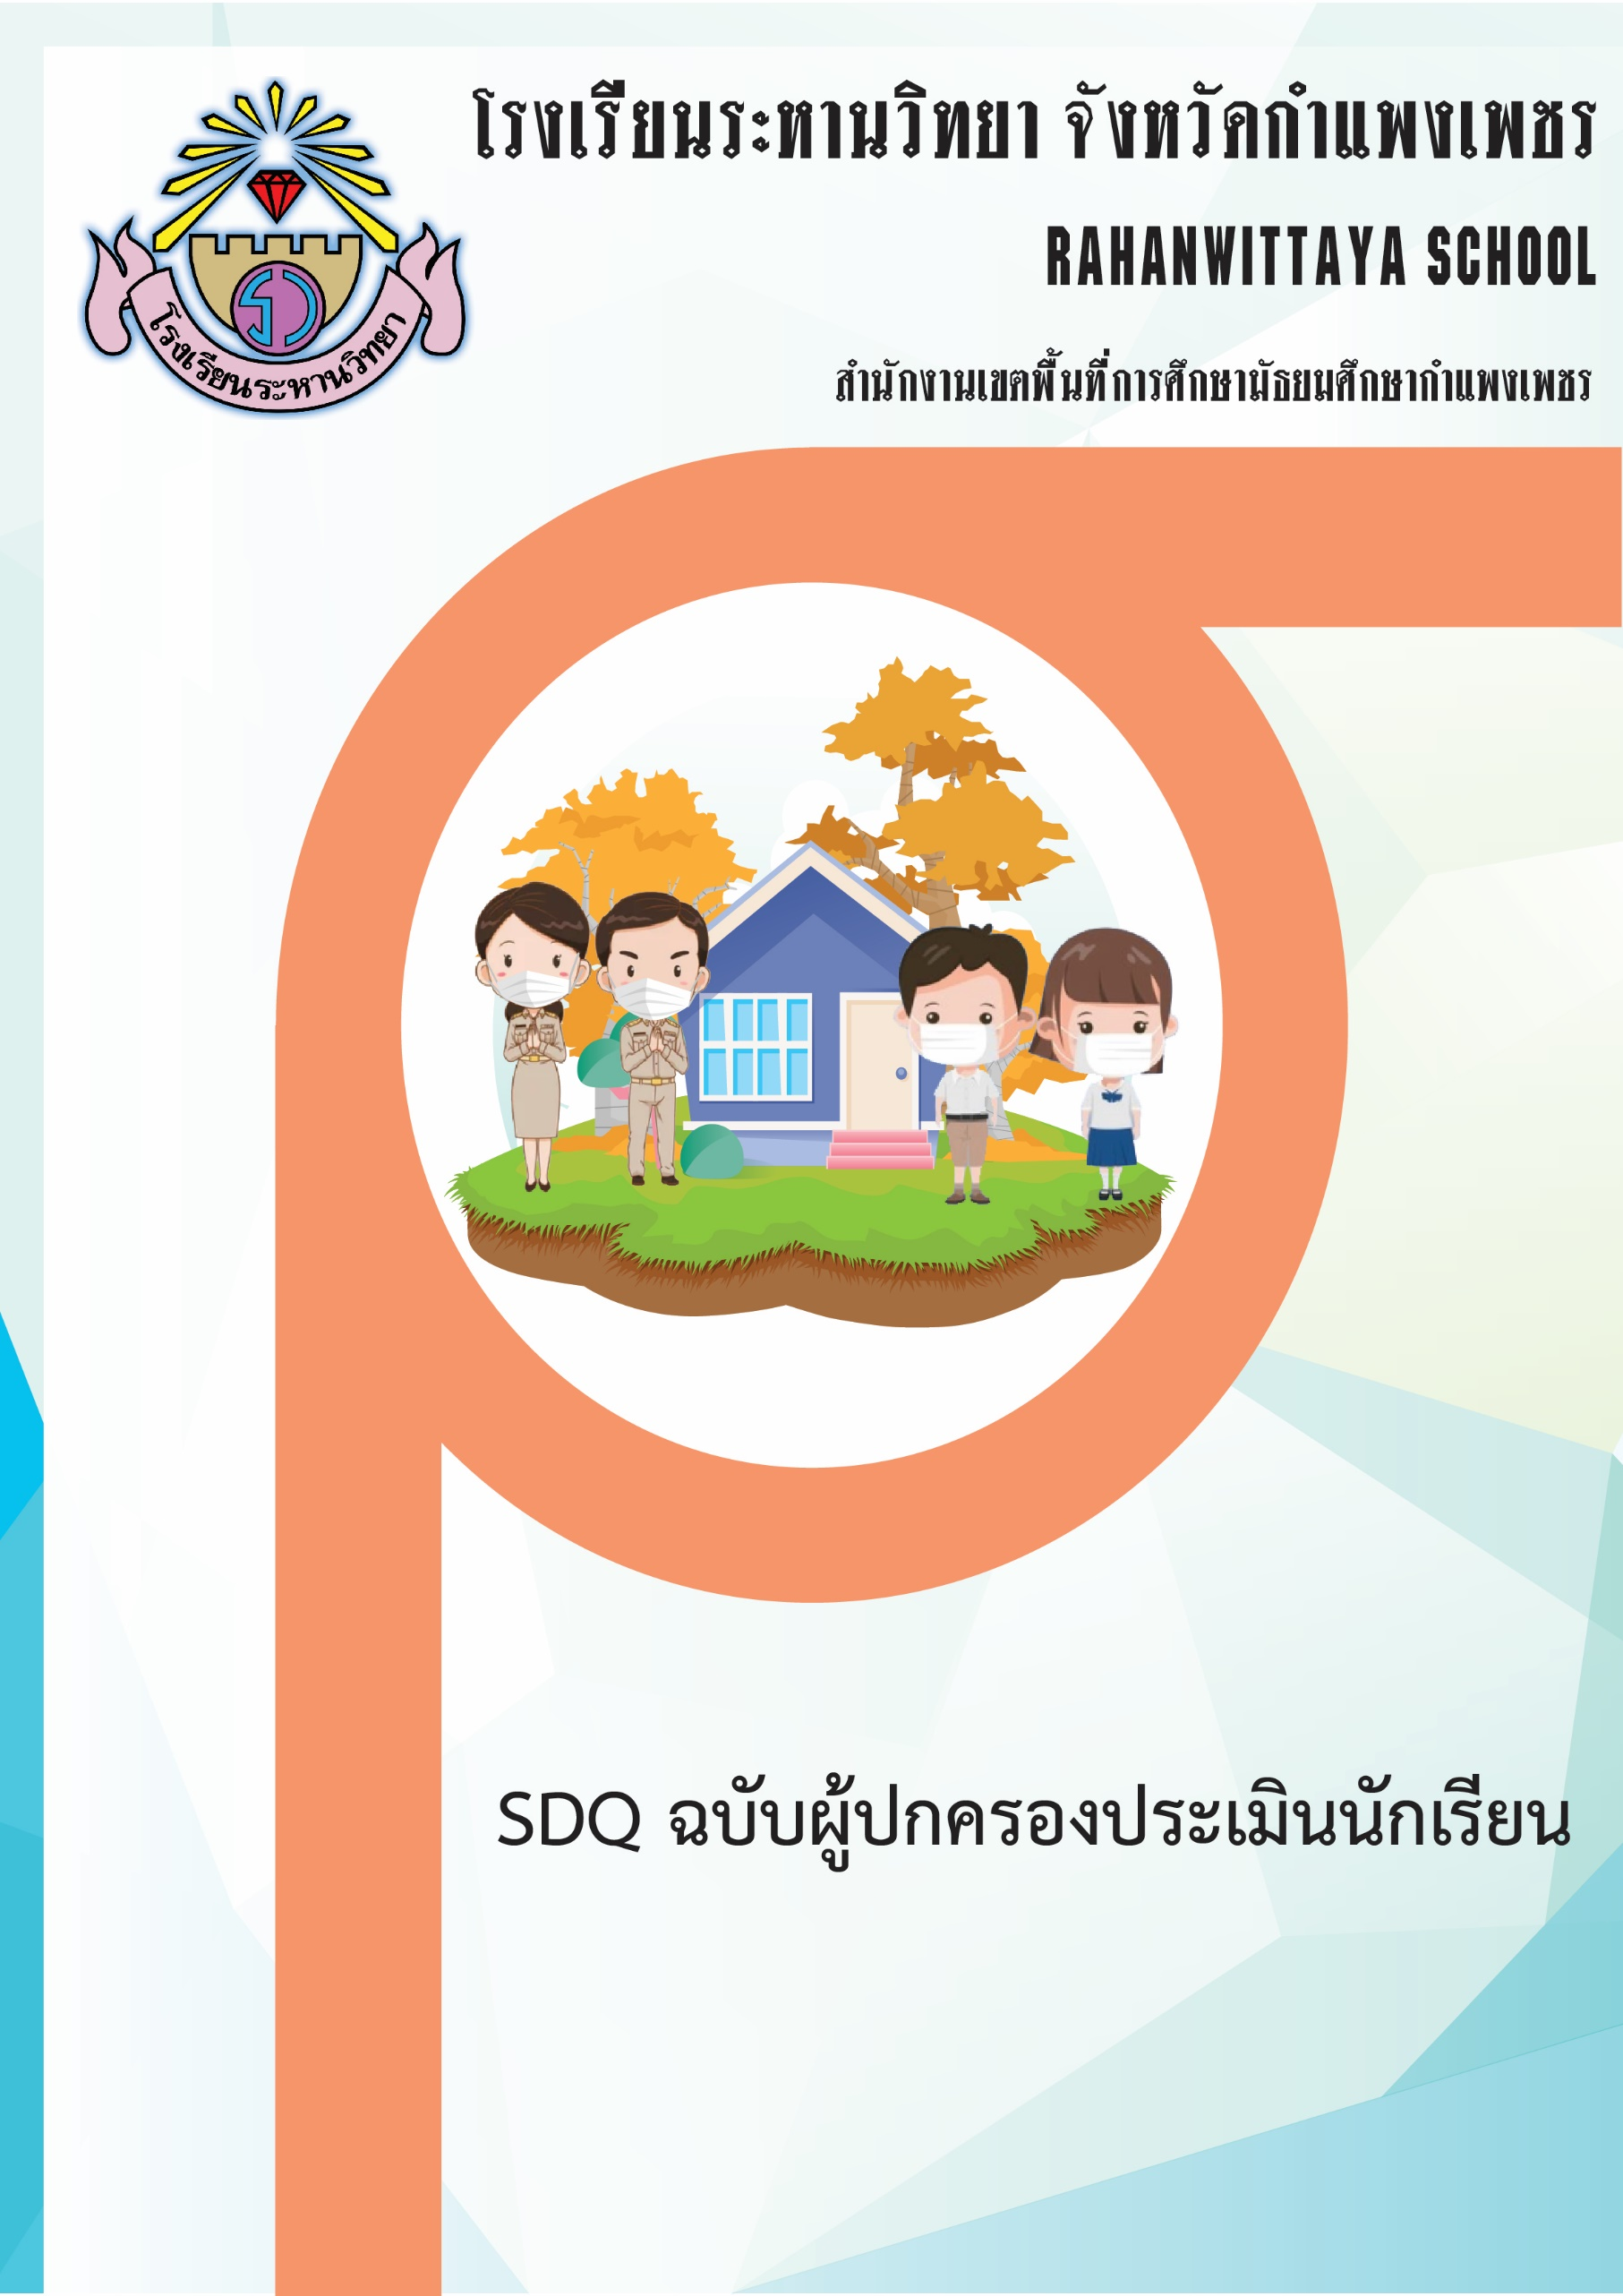 โรงเรียนระหานวิทยา จังหวัดกำแพงเพชร
RAHANWITTAYA SCHOOL
สำนักงานเขตพื้นที่การศึกษามัธยมศึกษากำแพงเพชร
โรงเรียนระหานวิทยา
SDQ ฉบับผู้ปกครองประเมินนักเรียน